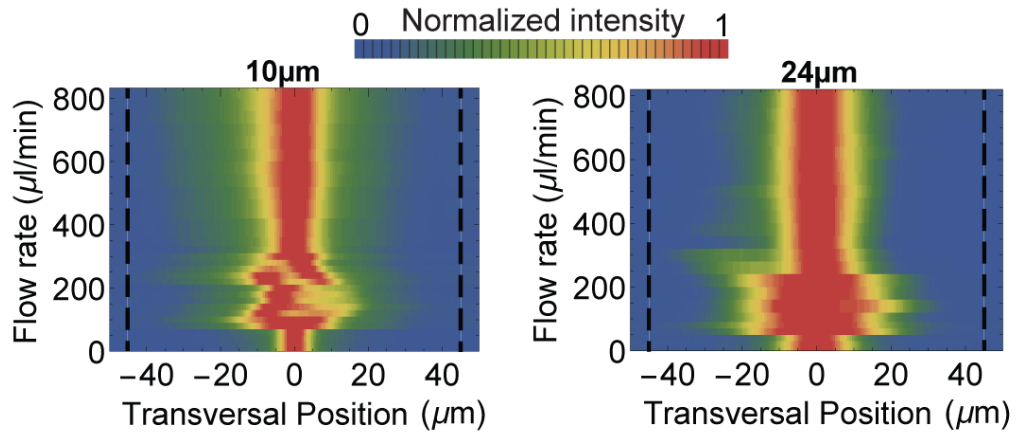 0 Normalized intensity 1
10µm
24µm
Flow rate (µl/min)
800
600
400
200
0
−40 −20 0 20 40
Transversal Position (µm)
Flow rate (µl/min)
800
600
400
200
0
−40 −20 0 20 40
Transversal Position (µm)